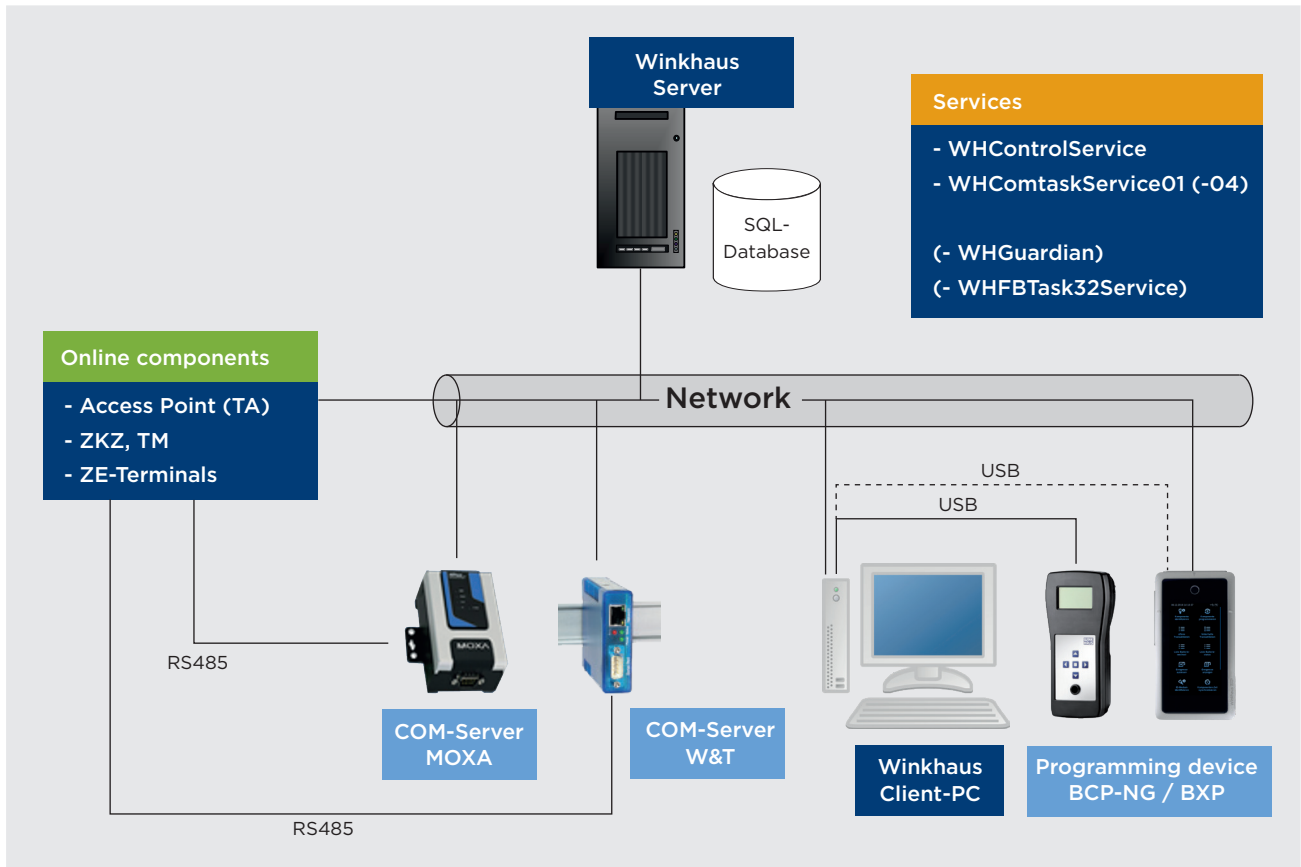 Winkhaus
Server
Services
- WHControlService
- WHComtaskService01 (-04)
(- WHGuardian)
(- WHFBTask32Service)
SQL-
Database
Online components
- Access Point (TA)
- ZKZ, TM
- ZE-Terminals
Network
USB
USB
RS485
MOXA
COM-Server
MOXA
COM-Server
W&T
Winkhaus
Client-PC
Programming device
BCP-NG / BXP
RS485